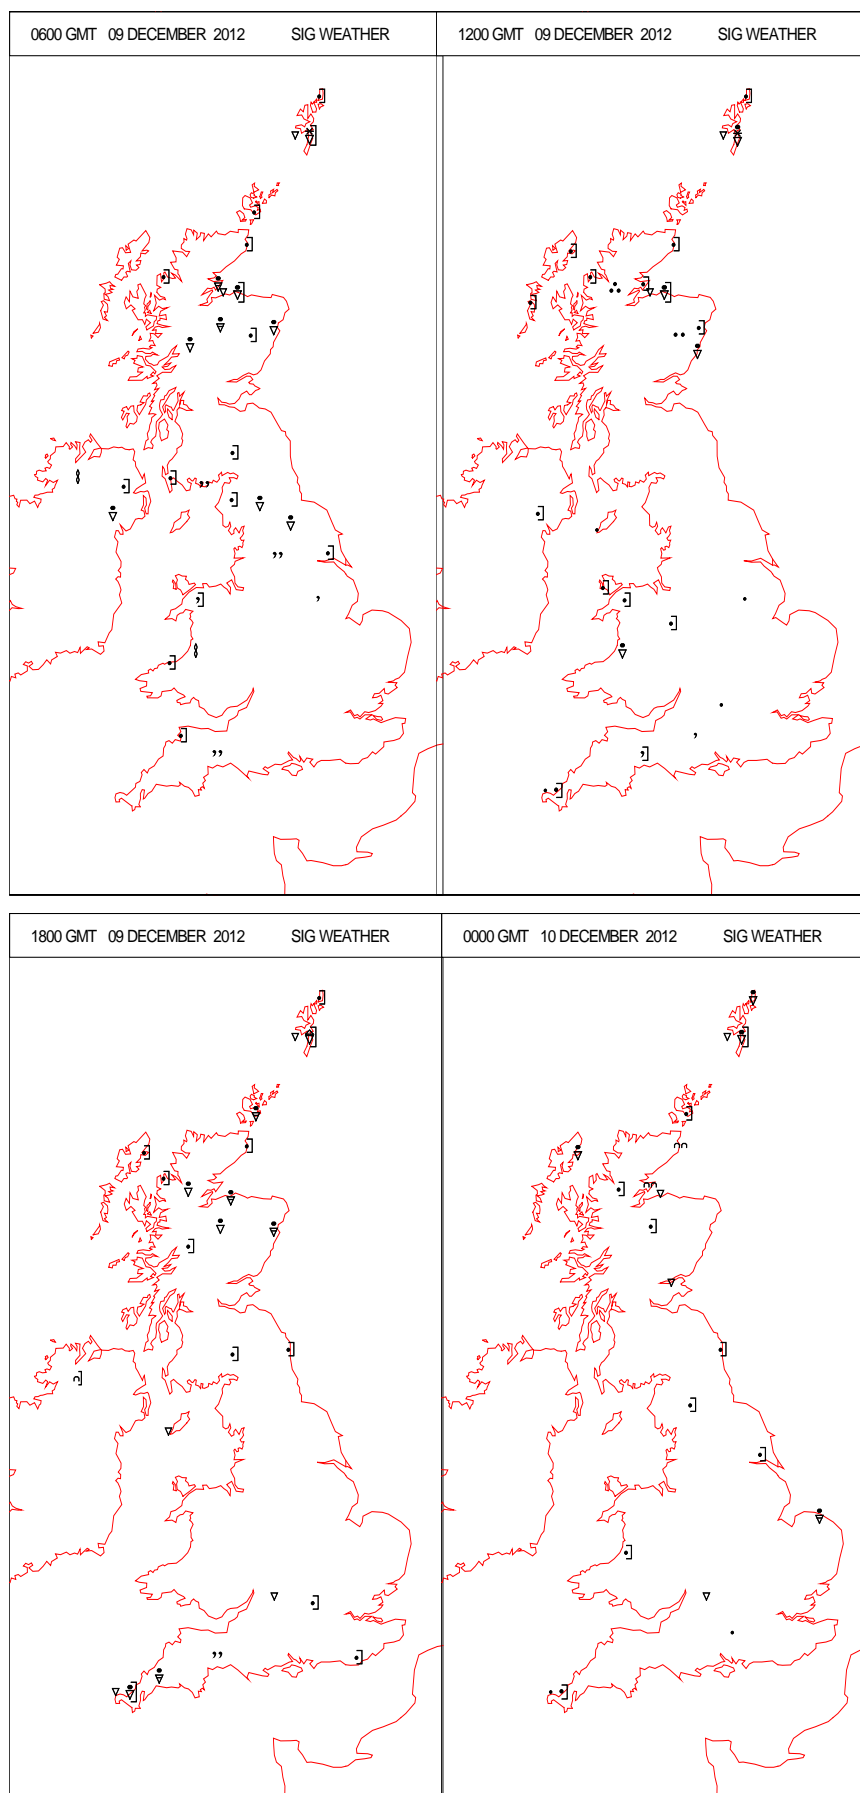 0600 GMT 09 DECEMBER 2012 SIG WEATHER
1200 GMT 09 DECEMBER 2012 SIG WEATHER
1800 GMT 09 DECEMBER 2012 SIG WEATHER
0000 GMT 10 DECEMBER 2012 SIG WEATHER